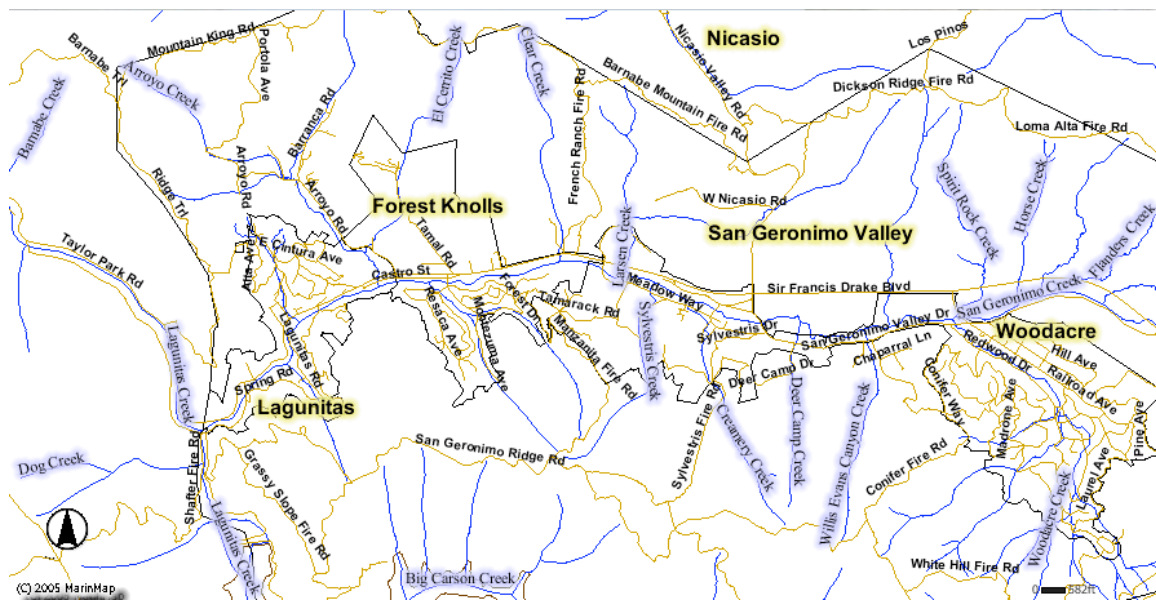 Nicasio
Los Pinos
Mountain King Rd
Portola Ave
Barnabe Trl
Arroyo Creek
Barnabe Creek
El Cerrito Creek
Clear Creek
Barnabe Mountain Fire Rd
Nicasio Valley Rd
Dickson Ridge Fire Rd
Loma Alta Fire Rd
Barranca Rd
French Ranch Fire Rd
Arroyo Rd
Arroyo Rd
Ridge Trl
Forest Knolls
W Nicasio Rd
Spirit Rock Creek
Horse Creek
Flanders Creek
San Geronimo Valley
Larsen Creek
Taylor Park Rd
Alta Ave
E Cintura Ave
Tamal Rd
Castro St
Meadow Way
Sir Francis Drake Blvd
San Geronimo Creek
Forest Dr
Tamarack Rd
Resaca Ave
Montezuma Ave
Manzanita Fire Rd
Sylvestris Creek
Sylvestris Dr
San Geronimo Valley Dr
Woodacre
Lagunitas Creek
Lagunitas Rd
Spring Rd
Lagunitas
Deer Camp Dr
Chaparral Ln
Redwood Dr
Hill Ave
Railroad Ave
Conifer Way
Madrone Ave
Pine Ave
Laurel Ave
San Geronimo Ridge Rd
Sylvestris Fire Rd
Creamery Creek
Deer Camp Creek
Willis Evans Canyon Creek
Conifer Fire Rd
Woodacre Creek
White Hill Fire Rd
Dog Creek
Shafter Fire Rd
Grassy Slope Fire Rd
Lagunitas Creek
Big Carson Creek
(C) 2005 MarinMap
0 582ft